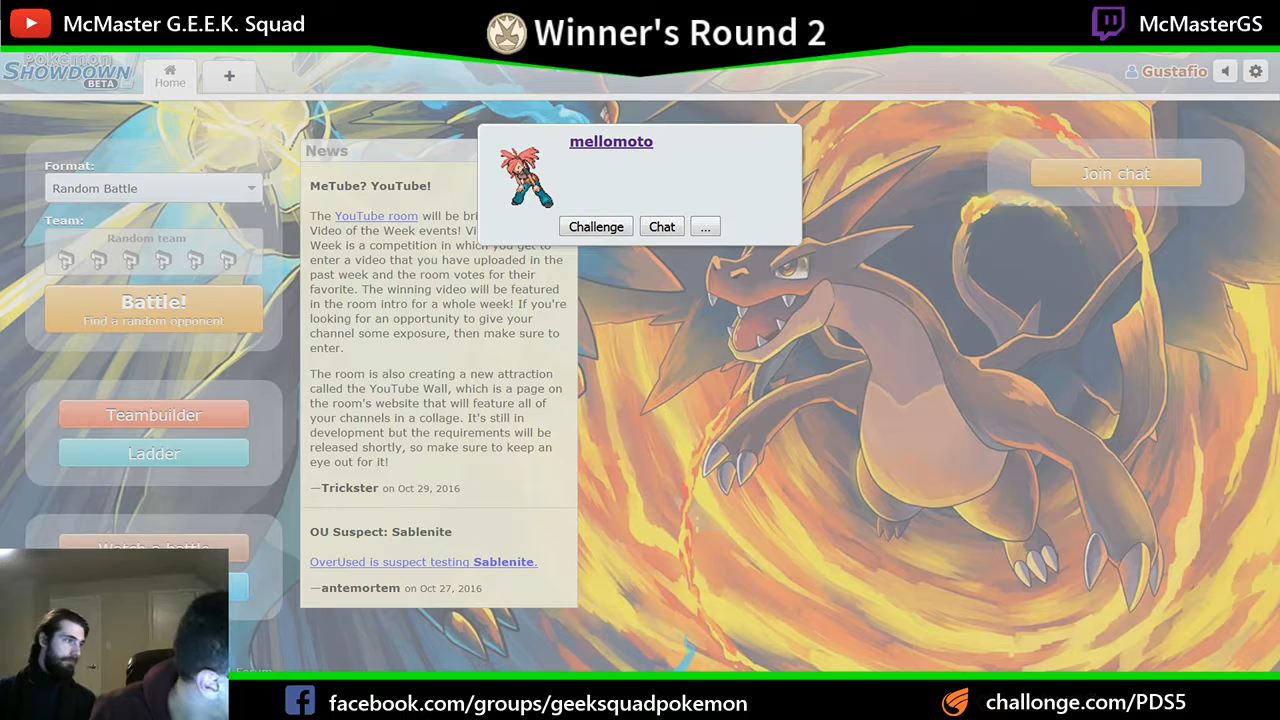 McMaster G.E.E.K. Squad
Winner's Round 2
McMasterGS
Pokémon
SHOWDOWN
BETA
Home
+
Gustafio
mellomoto
Challenge
Chat
...
Format:
Random Battle
Team:
Random team
Battle!
Find a random opponent
Teambuilder
Ladder
Watch a battle
News
MeTube? YouTube!
The YouTube room will be bri
Video of the Week events! Vi
Week is a competition in which you get to
enter a video that you have uploaded in the
past week and the room votes for their
favorite. The winning video will be featured
in the room intro for a whole week! If you're
looking for an opportunity to give your
channel some exposure, then make sure to
enter.
The room is also creating a new attraction
called the YouTube Wall, which is a page on
the room's website that will feature all of
your channels in a collage. It's still in
development but the requirements will be
released shortly, so make sure to keep an
eye out for it!
—Trickster on Oct 29, 2016
OU Suspect: Sablenite
OverUsed is suspect testing Sablenite.
—antemortem on Oct 27, 2016
Join chat
Forum
facebook.com/groups/geeksquadpokemon
challonge.com/PDS5